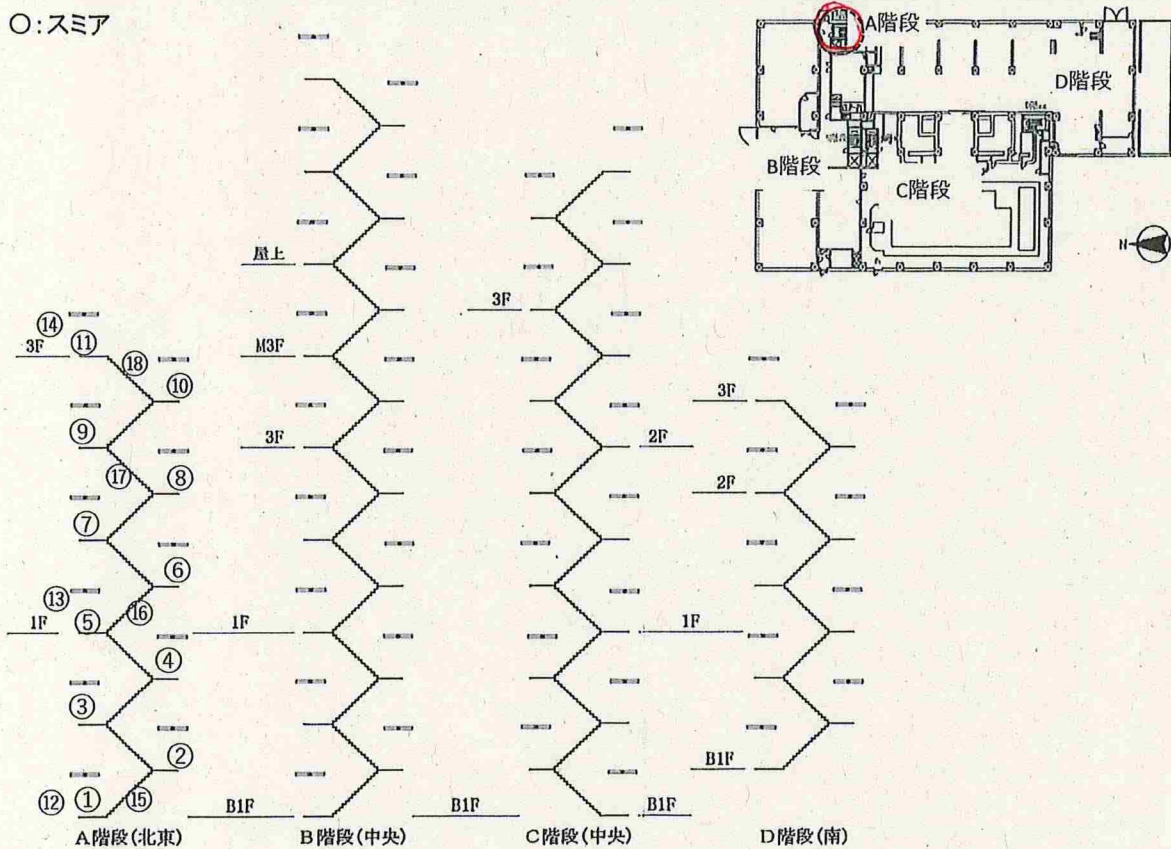 ○:スミア
A階段
D階段
B階段
C階段
N
屋上
3F
⑭
3F
⑪
⑱
M3F
⑩
3F
⑨
3F
2F
⑰
⑧
2F
⑦
⑥
⑬
⑯
1F
⑤
1F
1F
④
③
②
B1F
⑫
①
⑮
B1F
B1F
B1F
A階段(北東)
B階段(中央)
C階段(中央)
D階段(南)